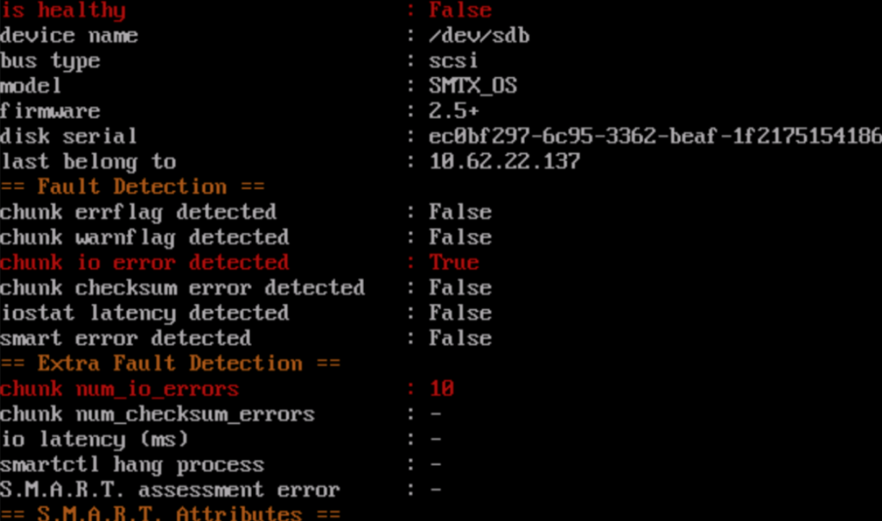 is healthy : False
device name : /dev/sdb
bus type : scsi
model : SMTX_OS
firmware : 2.5+
disk serial : ec0bf297-6c95-3362-beaf-1f2175154186
last belong to : 10.62.22.137
== Fault Detection ==
chunk errflag detected : False
chunk warnflag detected : False
chunk io error detected : True
chunk checksum error detected : False
iostat latency detected : False
smart error detected : False
== Extra Fault Detection ==
chunk num_io_errors : 10
chunk num_checksum_errors : -
io latency (ms) : -
smartctl hang process : -
S.M.A.R.T. assessment error : -
== S.M.A.R.T. Attributes ==